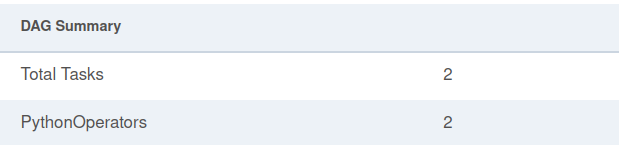 DAG Summary
Total Tasks 2
PythonOperators 2